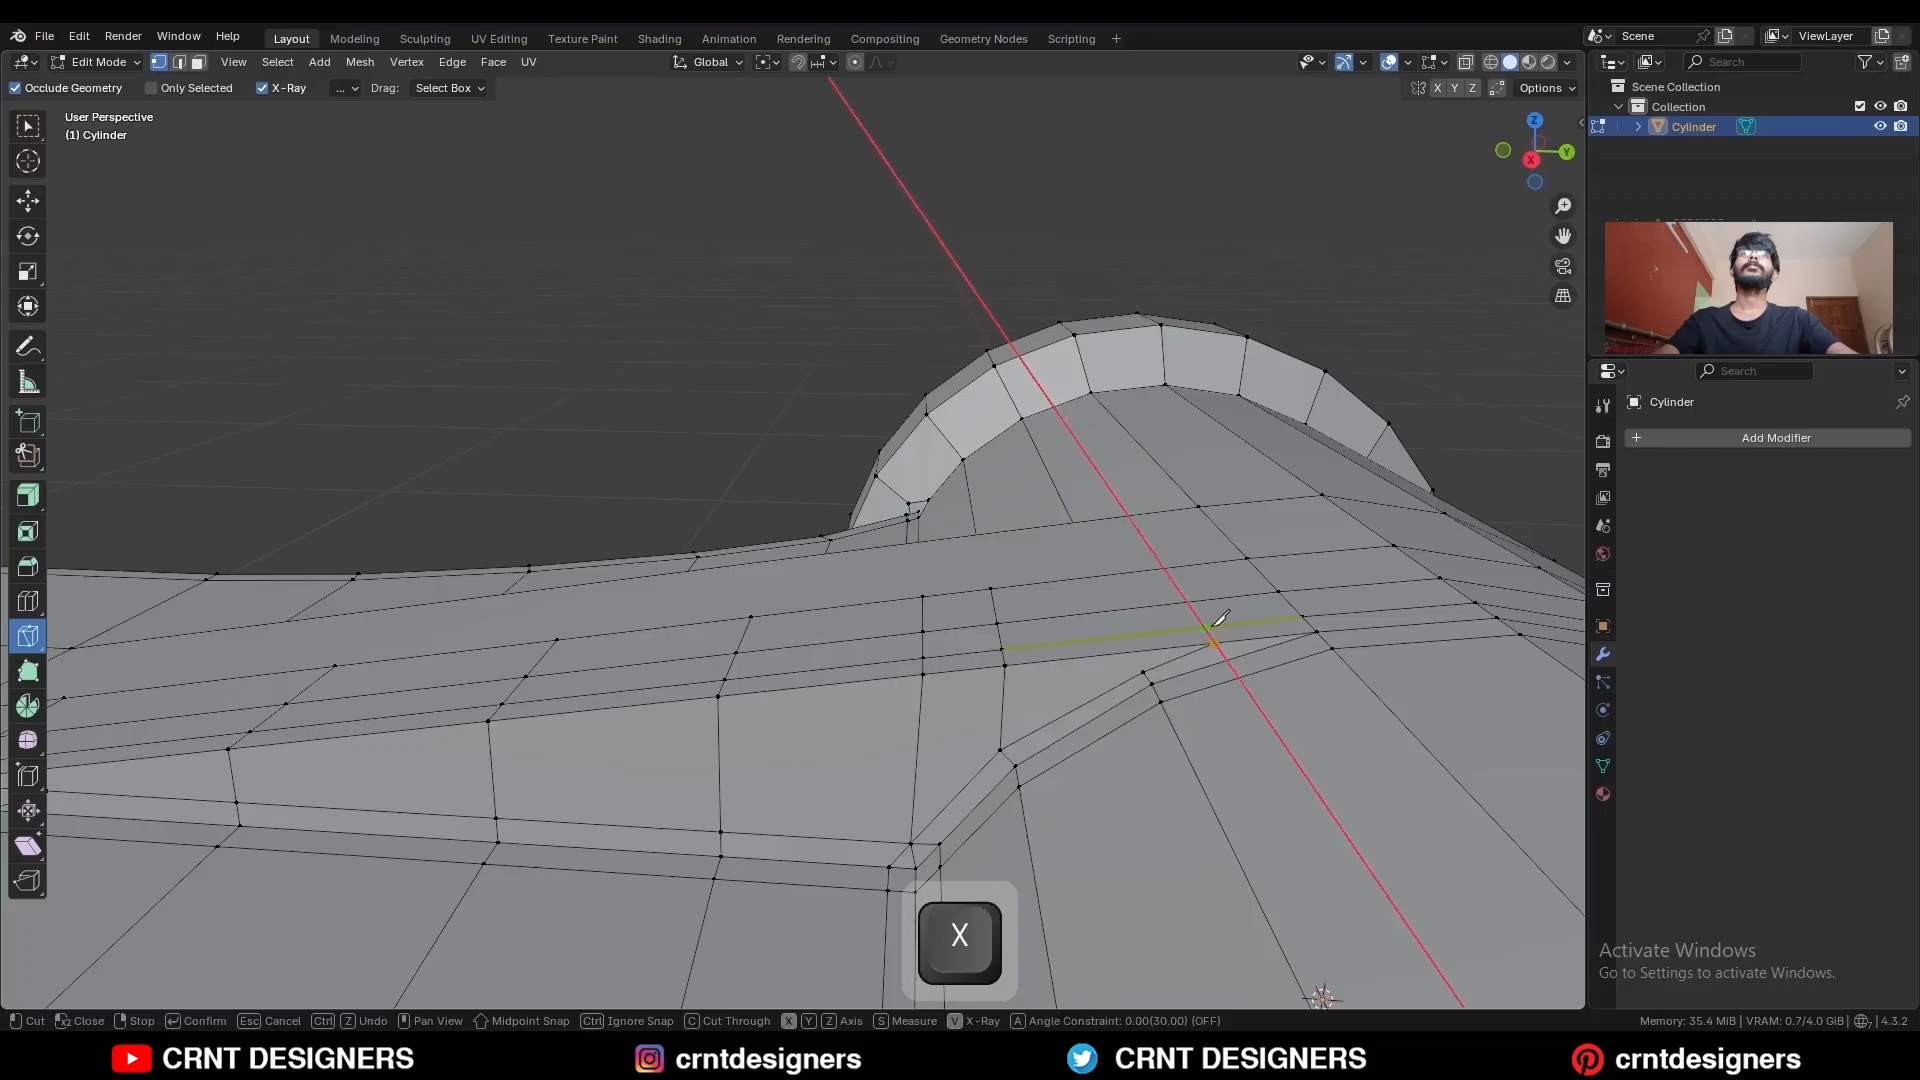 File Edit Render Window Help Layout Modeling Sculpting UV Editing Texture Paint Shading Animation Rendering Compositing Geometry Nodes Scripting + Scene ViewLayer
Edit Mode View Select Add Mesh Vertex Edge Face UV Global Search
Occlude Geometry Only Selected X-Ray ... Drag: Select Box X Y Z Options
Scene Collection
Collection
Cylinder
User Perspective
(1) Cylinder
Z
Y
X
Search
Cylinder
+ Add Modifier
X
Activate Windows
Go to Settings to activate Windows.
Cut Close Stop Confirm Esc Cancel Ctrl Z Undo Pan View Midpoint Snap Ctrl Ignore Snap C Cut Through X Y Z Axis S Measure V X-Ray A Angle Constraint: 0.00(30.00) (OFF) Memory: 35.4 MiB | VRAM: 0.7/4.0 GiB | 4.3.2
CRNT DESIGNERS crntdesigners CRNT DESIGNERS crntdesigners